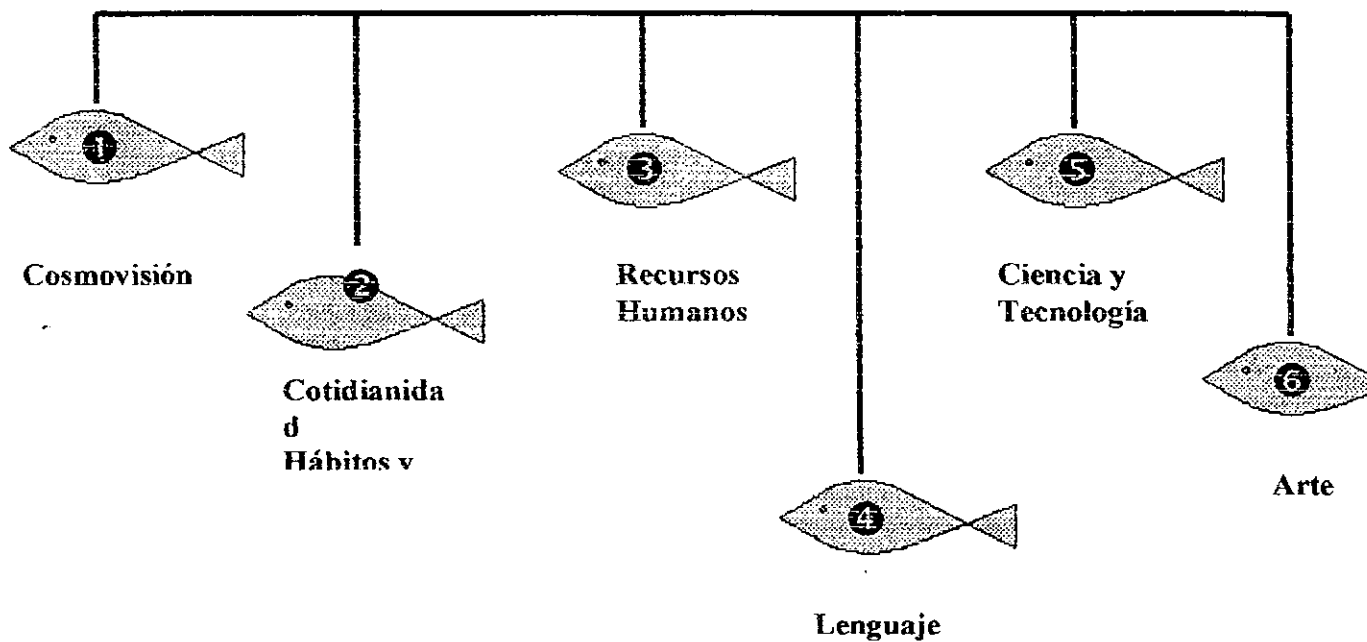 1
Cosmovisión
2
Cotidianida
d
Hábitos y
3
Recursos
Humanos
4
Lenguaje
5
Ciencia y
Tecnología
6
Arte